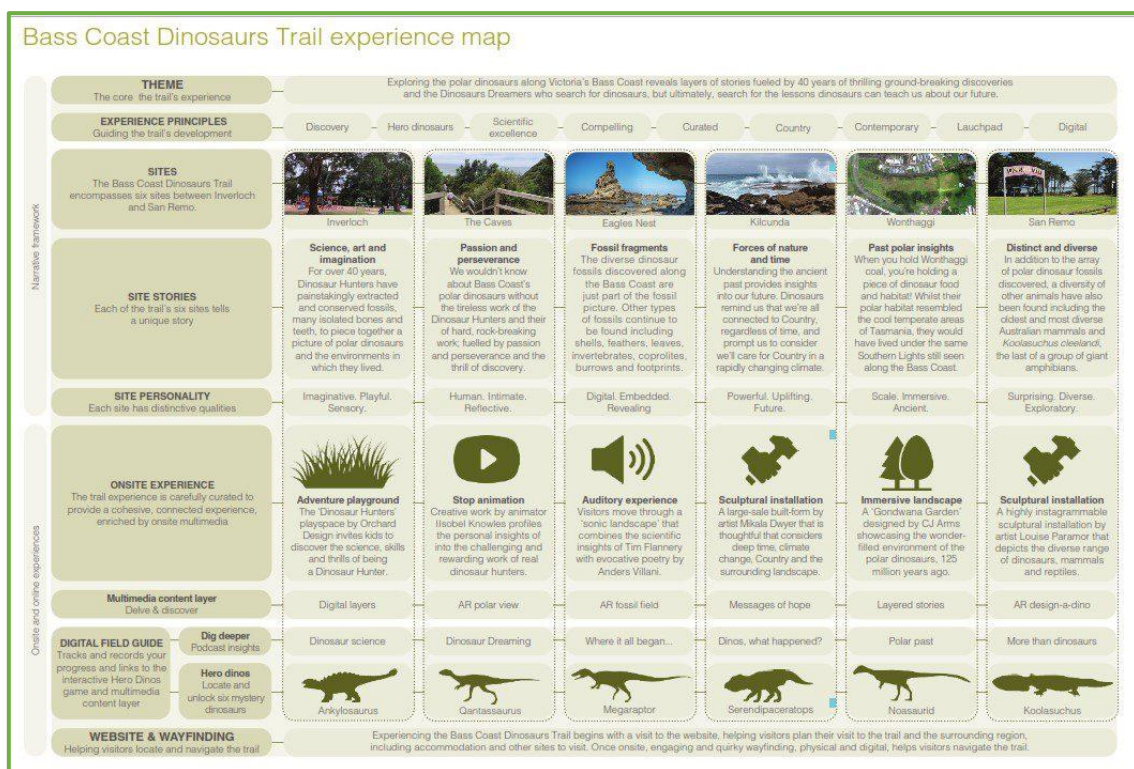 Bass Coast Dinosaurs Trail experience map
THEME
The core the trail's experience
Exploring the polar dinosaurs along Victoria's Bass Coast reveals layers of stories fueled by 40 years of thrilling ground-breaking discoveries
and the Dinosaurs Dreamers who search for dinosaurs, but ultimately, search for the lessons dinosaurs can teach us about our future.
EXPERIENCE PRINCIPLES
Guiding the trail's development
Discovery
Hero dinosaurs
Scientific
excellence
Compelling
Curated
Country
Contemporary
Lauchpad
Digital
Narrative framework
SITES
The Bass Coast Dinosaurs Trail
encompasses six sites between Inverloch
and San Remo.
Inverloch
The Caves
Eagles Nest
Kilcunda
Wonthaggi
San Remo
SITE STORIES
Each of the trail's six sites tells
a unique story
Science, art and
imagination
For over 40 years,
Dinosaur Hunters have
painstakingly extracted
and conserved fossils,
many isolated bones and
teeth, to piece together a
picture of polar dinosaurs
and the environments in
which they lived.
Passion and
perseverance
We wouldn't know
about Bass Coast's
polar dinosaurs without
the tireless work of the
Dinosaur Hunters and their
of hard, rock-breaking
work; fuelled by passion
and perseverance and the
thrill of discovery.
Fossil fragments
The diverse dinosaur
fossils discovered along
the Bass Coast are
just part of the fossil
picture. Other types
of fossils continue to
be found including
shells, feathers, leaves,
invertebrates, coprolites,
burrows and footprints.
Forces of nature
and time
Understanding the ancient
past provides insights
into our future. Dinosaurs
remind us that we're all
connected to Country,
regardless of time, and
prompt us to consider
we'll care for Country in a
rapidly changing climate.
Past polar insights
When you hold Wonthaggi
coal, you're holding a
piece of dinosaur food
and habitat! Whilst their
polar habitat resembled
the cool temperate areas
of Tasmania, they would
have lived under the same
Southern Lights still seen
along the Bass Coast.
Distinct and diverse
In addition to the array
of polar dinosaur fossils
discovered, a diversity of
other animals have also
been found including the
oldest and most diverse
Australian mammals and
Koolasuchus cleelandi,
the last of a group of giant
amphibians.
SITE PERSONALITY
Each site has distinctive qualities
Imaginative. Playful.
Sensory.
Human. Intimate.
Reflective.
Digital. Embedded.
Revealing
Powerful. Uplifting.
Future.
Scale. Immersive.
Ancient.
Surprising. Diverse.
Exploratory.
Onsite and online experiences
ONSITE EXPERIENCE
The trail experience is carefully curated to
provide a cohesive, connected experience,
enriched by onsite multimedia
Adventure playground
The 'Dinosaur Hunters'
playspace by Orchard
Design invites kids to
discover the science, skills
and thrills of being
a Dinosaur Hunter.
Stop animation
Creative work by animator
IIsobel Knowles profiles
the personal insights of
into the challenging and
rewarding work of real
dinosaur hunters.
Auditory experience
Visitors move through a
'sonic landscape' that
combines the scientific
insights of Tim Flannery
with evocative poetry by
Anders Villani.
Sculptural installation
A large-sale built-form by
artist Mikala Dwyer that is
thoughtful that considers
deep time, climate
change, Country and the
surrounding landscape.
Immersive landscape
A 'Gondwana Garden'
designed by CJ Arms
showcasing the wonder-
filled environment of the
polar dinosaurs, 125
million years ago.
Sculptural installation
A highly instagrammable
sculptural installation by
artist Louise Paramor that
depicts the diverse range
of dinosaurs, mammals
and reptiles.
Multimedia content layer
Delve & discover
Digital layers
AR polar view
AR fossil field
Messages of hope
Layered stories
AR design-a-dino
DIGITAL FIELD GUIDE
Tracks and records your
progress and links to the
interactive Hero Dinos
game and multimedia
content layer
Dig deeper
Podcast insights
Dinosaur science
Dinosaur Dreaming
Where it all began...
Dinos, what happened?
Polar past
More than dinosaurs
Hero dinos
Locate and
unlock six mystery
dinosaurs
Ankylosaurus
Qantassaurus
Megaraptor
Serendipaceratops
Noasaurid
Koolasuchus
WEBSITE & WAYFINDING
Helping visitors locate and navigate the trail
Experiencing the Bass Coast Dinosaurs Trail begins with a visit to the website, helping visitors plan their visit to the trail and the surrounding region,
including accommodation and other sites to visit. Once onsite, engaging and quirky wayfinding, physical and digital, helps visitors navigate the trail.